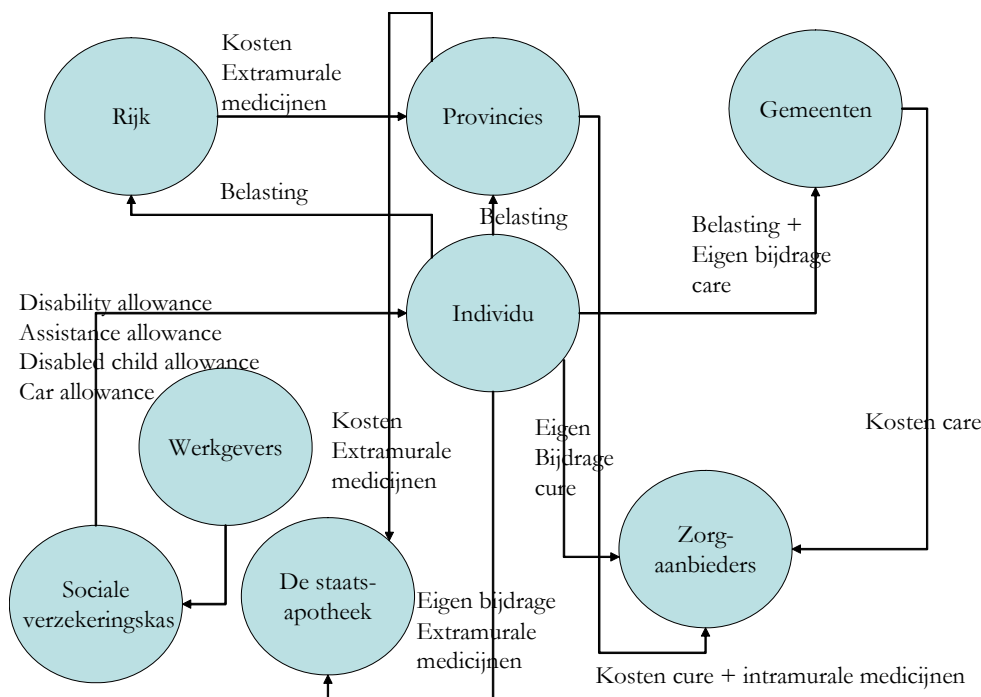 Kosten
Extramurale
medicijnen
Rijk
Provincies
Gemeenten
Belasting
Belasting
Belasting +
Eigen bijdrage
care
Disability allowance
Assistance allowance
Disabled child allowance
Car allowance
Individu
Werkgevers
Kosten
Extramurale
medicijnen
Eigen
Bijdrage
cure
Kosten care
Zorg-
aanbieders
Sociale
verzekeringskas
De staats-
apotheek
Eigen bijdrage
Extramurale
medicijnen
Kosten cure + intramurale medicijnen